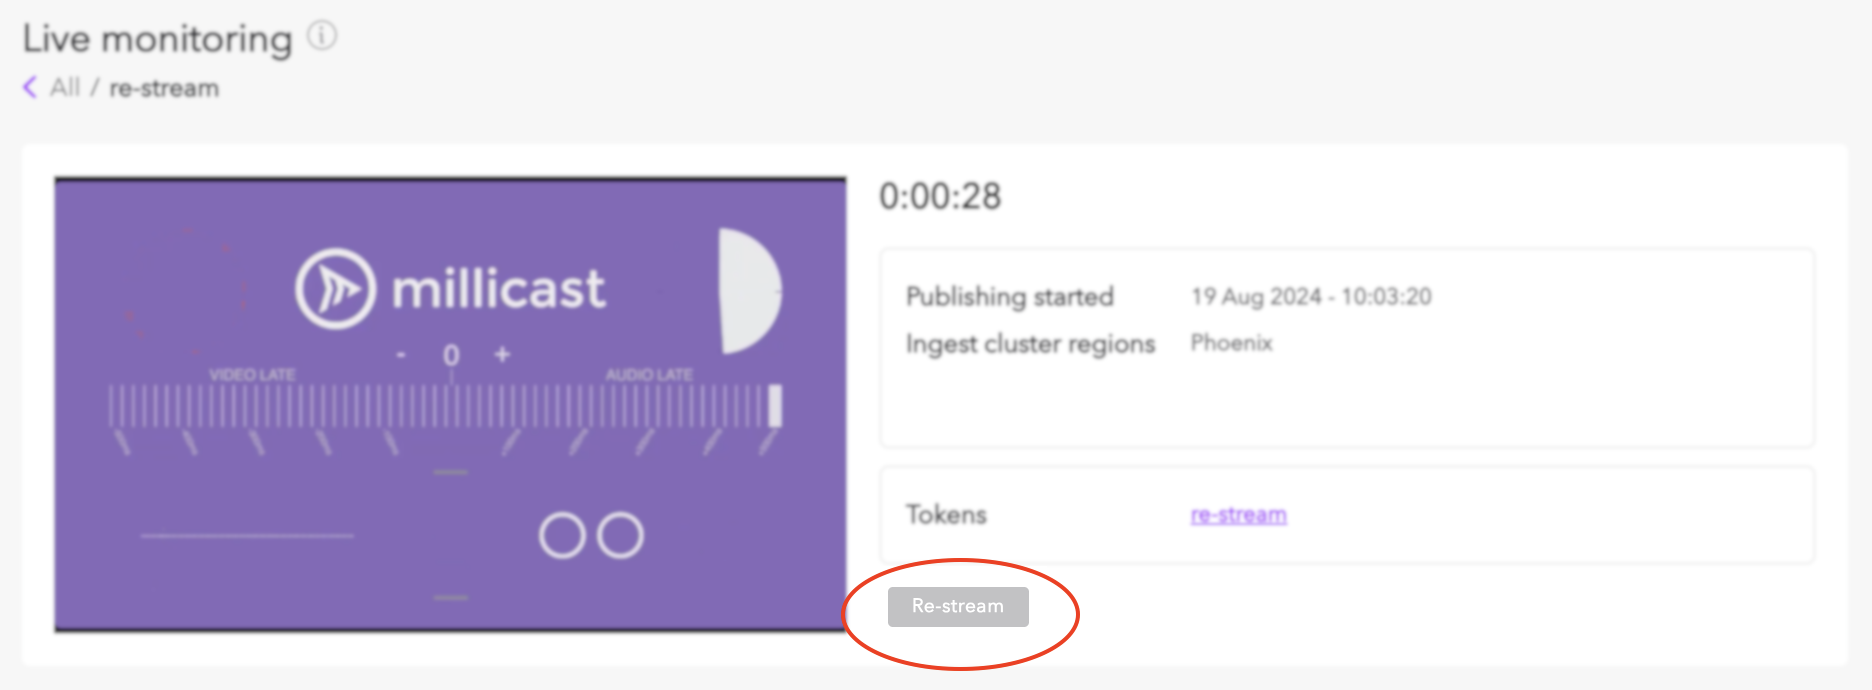 Live monitoring
All / re-stream
millicast
- 0 +
VIDEO LATE AUDIO LATE
0:00:28
Publishing started 19 Aug 2024 - 10:03:20
Ingest cluster regions Phoenix
Tokens re-stream
Re-stream